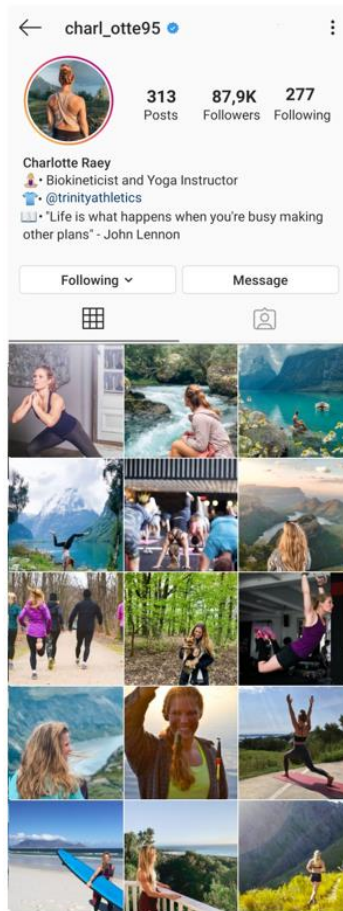 charl_otte95
313 87,9K 277
Posts Followers Following
Charlotte Raey
• Biokineticist and Yoga Instructor
• @trinityathletics
• "Life is what happens when you're busy making
other plans" - John Lennon
Following Message